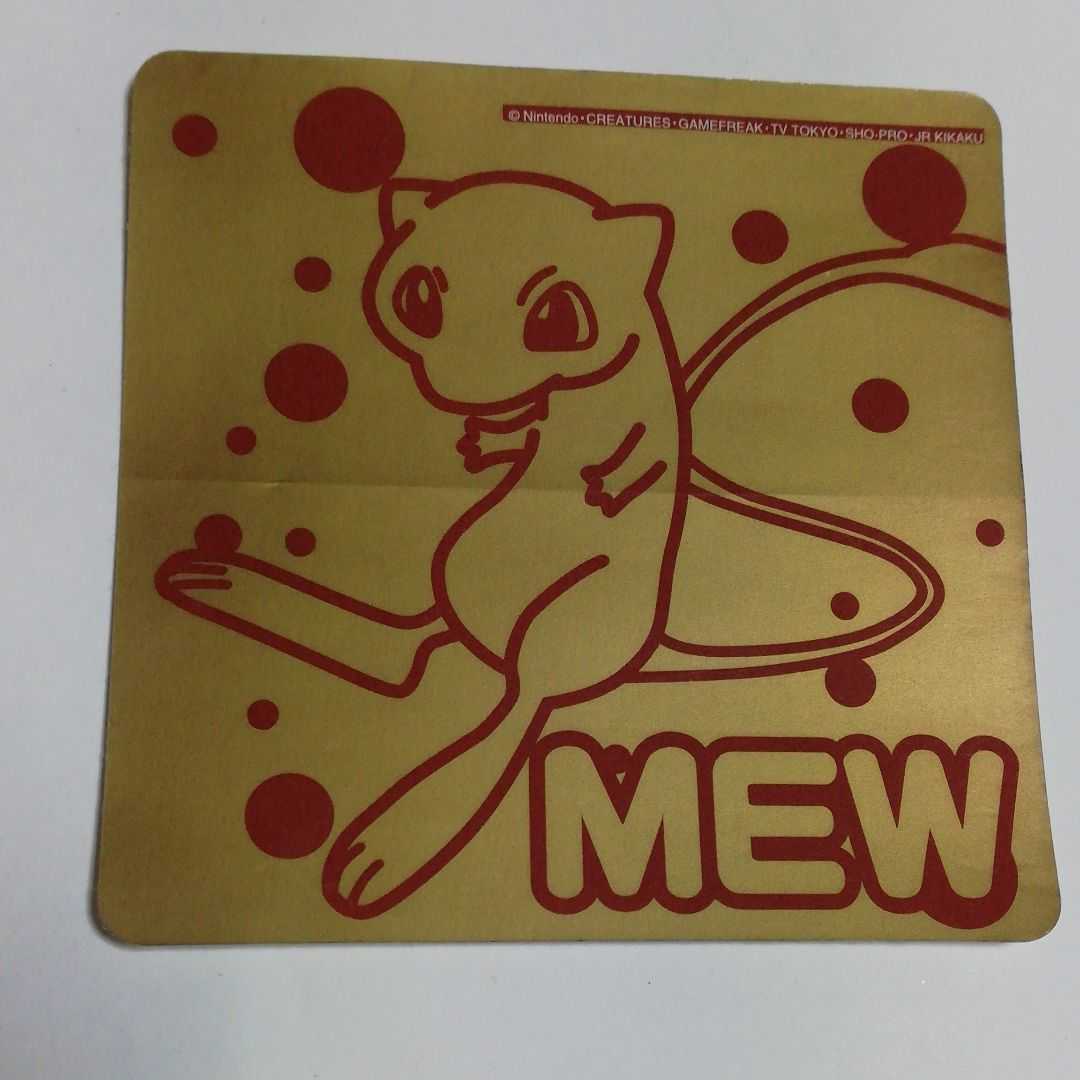 © Nintendo・CREATURES・GAMEFREAK・TV TOKYO・SHO-PRO・JR KIKAKU
MEW